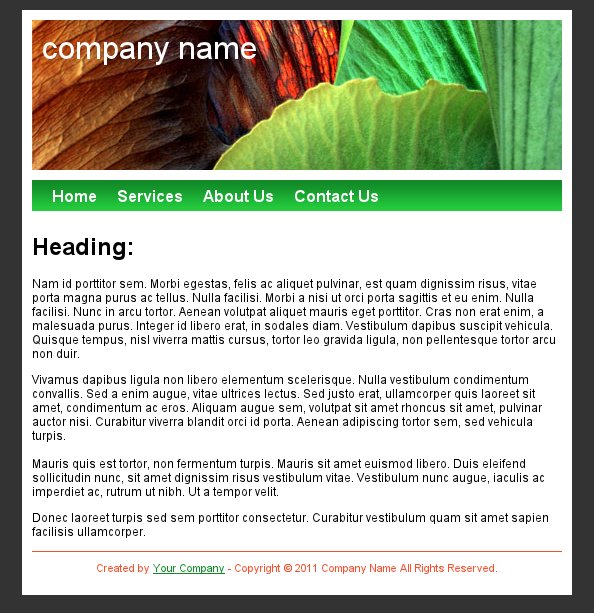 company name
Home Services About Us Contact Us
Heading:
Nam id porttitor sem. Morbi egestas, felis ac aliquet pulvinar, est quam dignissim risus, vitae
porta magna purus ac tellus. Nulla facilisi. Morbi a nisi ut orci porta sagittis et eu enim. Nulla
facilisi. Nunc in arcu tortor. Aenean volutpat aliquet mauris eget porttitor. Cras non erat enim, a
malesuada purus. Integer id libero erat, in sodales diam. Vestibulum dapibus suscipit vehicula.
Quisque tempus, nisl viverra mattis cursus, tortor leo gravida ligula, non pellentesque tortor arcu
non duir.
Vivamus dapibus ligula non libero elementum scelerisque. Nulla vestibulum condimentum
convallis. Sed a enim augue, vitae ultrices lectus. Sed justo erat, ullamcorper quis laoreet sit
amet, condimentum ac eros. Aliquam augue sem, volutpat sit amet rhoncus sit amet, pulvinar
auctor nisi. Curabitur viverra blandit orci id porta. Aenean adipiscing tortor sem, sed vehicula
turpis.
Mauris quis est tortor, non fermentum turpis. Mauris sit amet euismod libero. Duis eleifend
sollicitudin nunc, sit amet dignissim risus vestibulum vitae. Vestibulum nunc augue, iaculis ac
imperdiet ac, rutrum ut nibh. Ut a tempor velit.
Donec laoreet turpis sed sem porttitor consectetur. Curabitur vestibulum quam sit amet sapien
facilisis ullamcorper.
Created by Your Company - Copyright © 2011 Company Name All Rights Reserved.